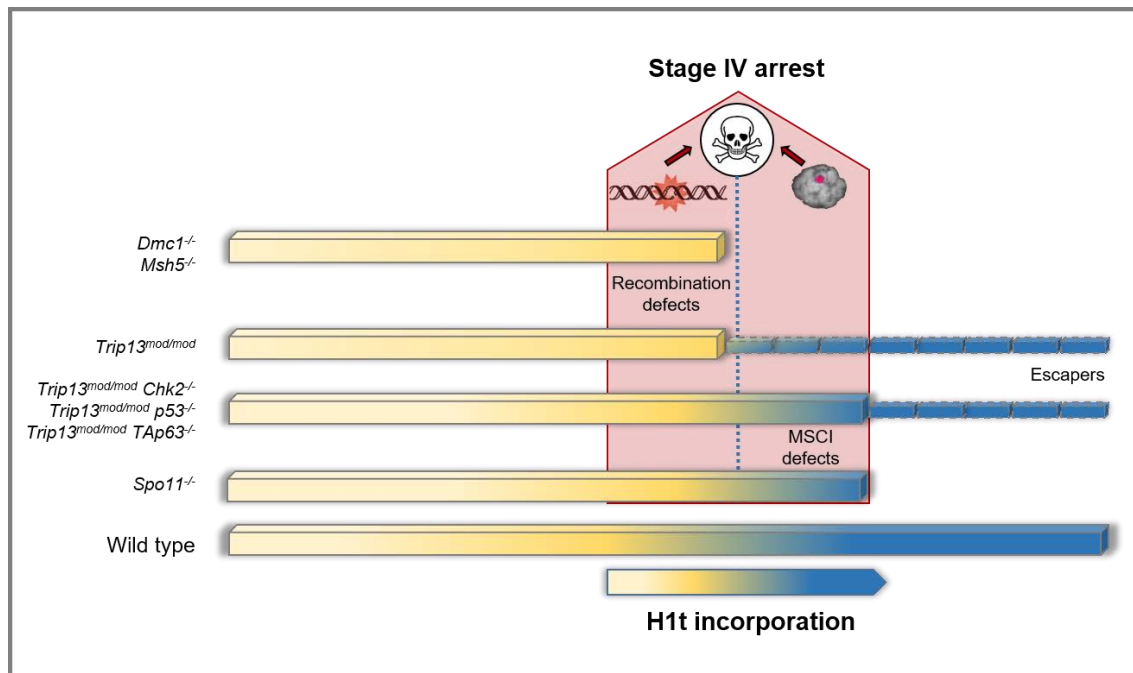 Stage IV arrest
Dmc1-/-
Msh5-/-
Recombination
defects
Trip13mod/mod
Escapers
Trip13mod/mod Chk2-/-
Trip13mod/mod p53-/-
Trip13mod/mod TAp63-/-
MSCI
defects
Spo11-/-
Wild type
H1t incorporation